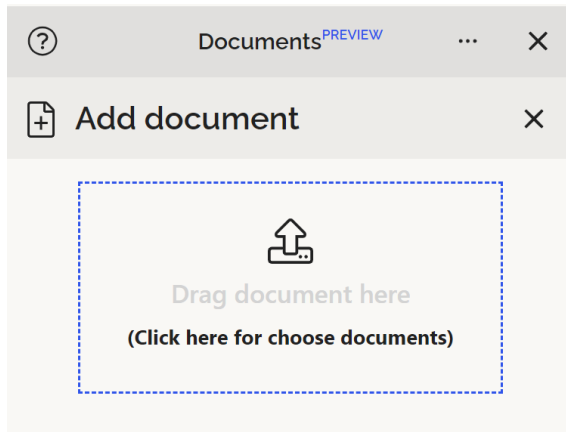 Documents PREVIEW
Add document
Drag document here
(Click here for choose documents)